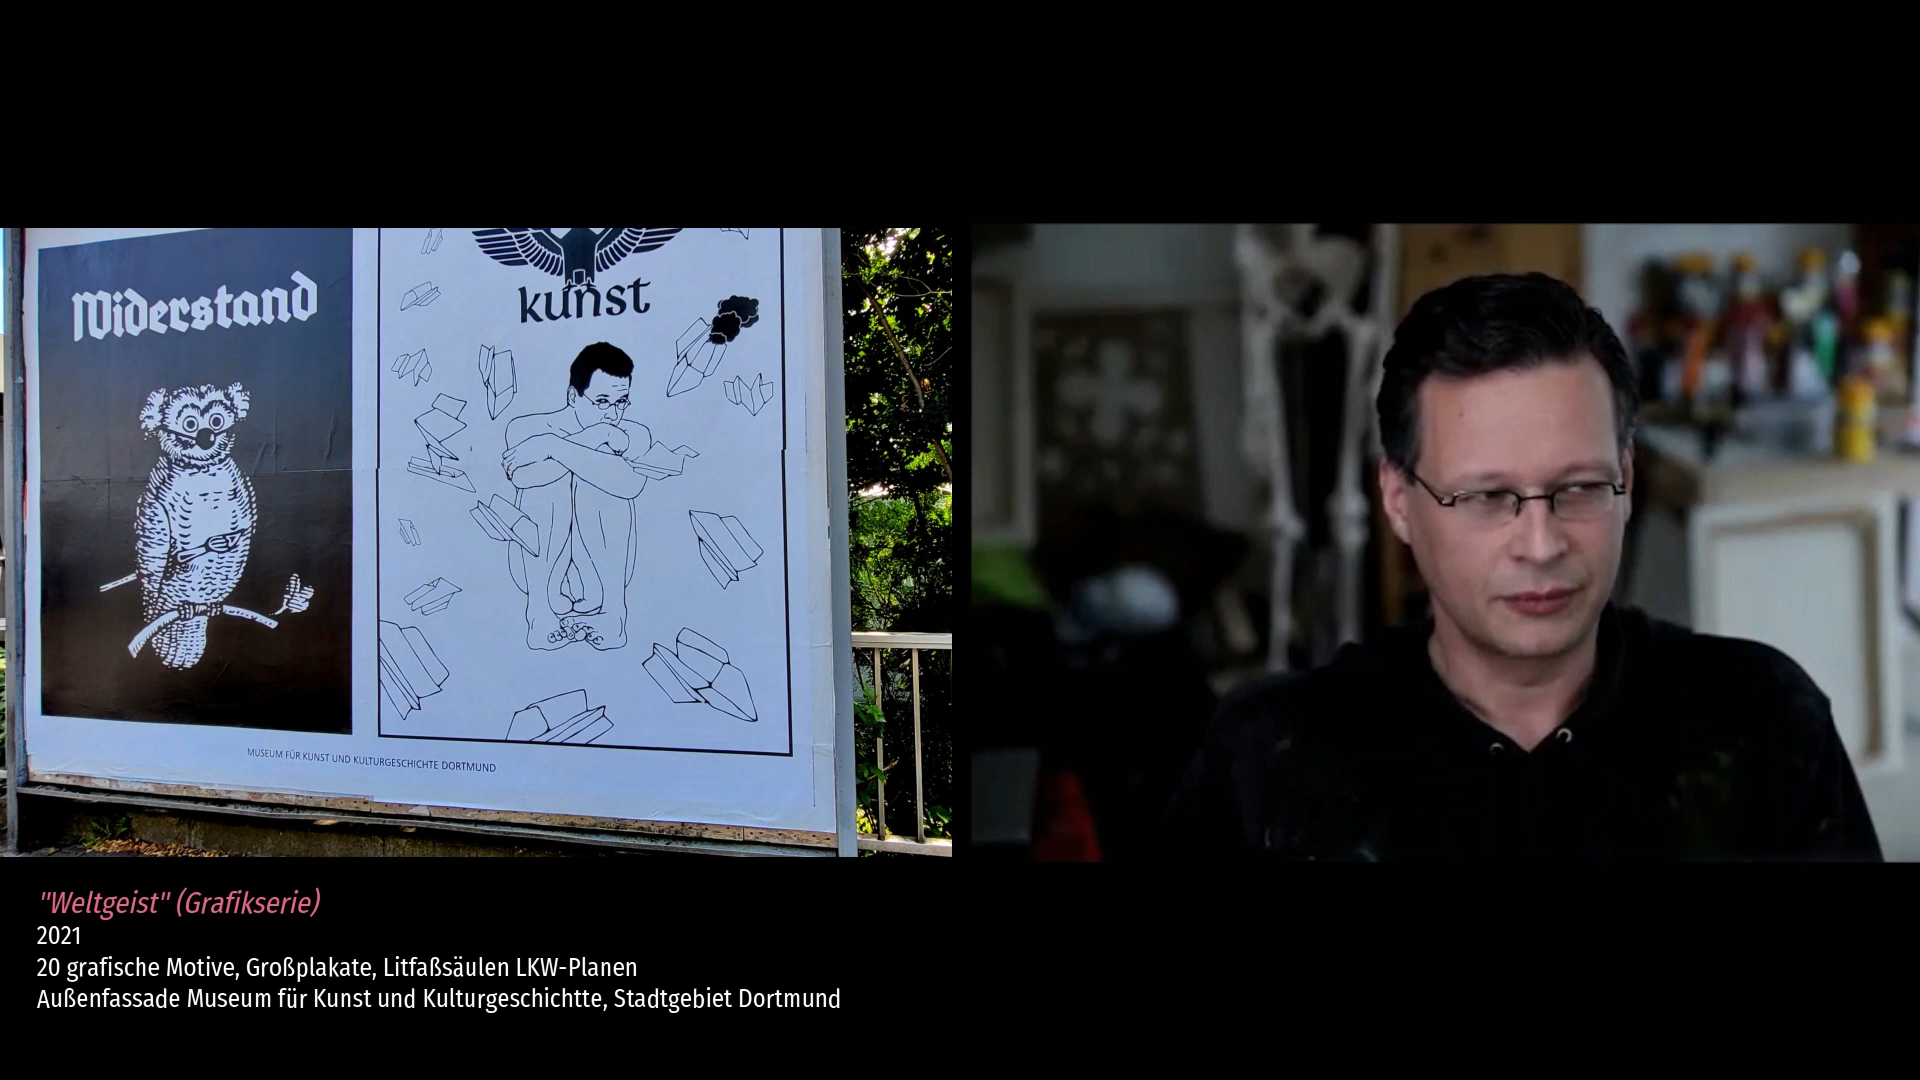 Widerstand
kunst
MUSEUM FÜR KUNST UND KULTURGESCHICHTE DORTMUND
"Weltgeist" (Grafikserie)
2021
20 grafische Motive, Großplakate, Litfaßsäulen LKW-Planen
Außenfassade Museum für Kunst und Kulturgeschichtte, Stadtgebiet Dortmund